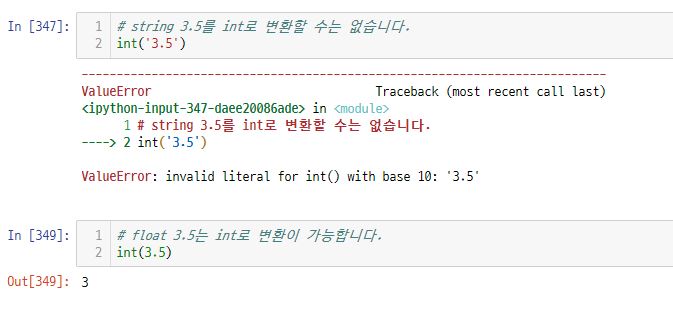 In [347]: 1 # string 3.5를 int로 변환할 수는 없습니다.
2 int('3.5')
---------------------------------------------------------------------------
ValueError Traceback (most recent call last)
<ipython-input-347-daee20086ade> in <module>
1 # string 3.5를 int로 변환할 수는 없습니다.
----> 2 int('3.5')
ValueError: invalid literal for int() with base 10: '3.5'
In [349]: 1 # float 3.5는 int로 변환이 가능합니다.
2 int(3.5)
Out[349]: 3